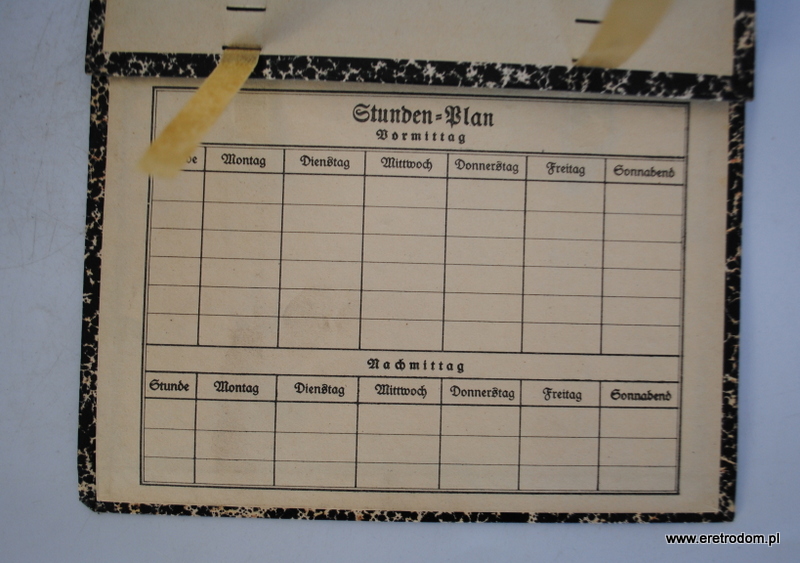 Stunden-Plan
Vormittag
de Montag Dienstag Mittwoch Donnerstag Freitag Sonnabend
Nachmittag
Stunde Montag Dienstag Mittwoch Donnerstag Freitag Sonnabend
www.eretrodom.pl